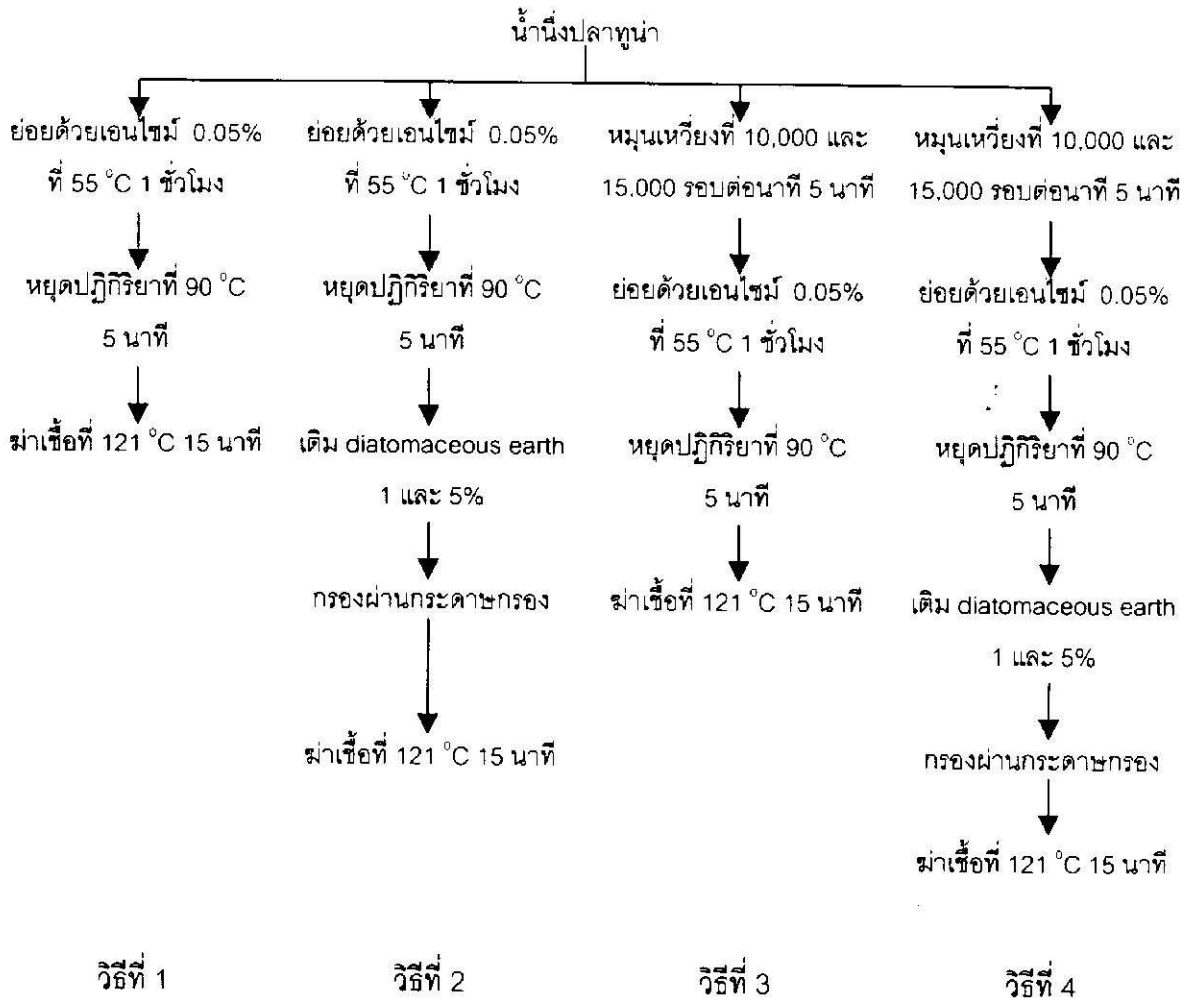 น้ำนึ่งปลาทูน่า
ย่อยด้วยเอนไซม์ 0.05%
ที่ 55 °C 1 ชั่วโมง
หยุดปฏิกิริยาที่ 90 °C
5 นาที
ฆ่าเชื้อที่ 121 °C 15 นาที
วิธีที่ 1
ย่อยด้วยเอนไซม์ 0.05%
ที่ 55 °C 1 ชั่วโมง
หยุดปฏิกิริยาที่ 90 °C
5 นาที
เติม diatomaceous earth
1 และ 5%
กรองผ่านกระดาษกรอง
ฆ่าเชื้อที่ 121 °C 15 นาที
วิธีที่ 2
หมุนเหวี่ยงที่ 10,000 และ
15.000 รอบต่อนาที 5 นาที
ย่อยด้วยเอนไซม์ 0.05%
ที่ 55 °C 1 ชั่วโมง
หยุดปฏิกิริยาที่ 90 °C
5 นาที
ฆ่าเชื้อที่ 121 °C 15 นาที
วิธีที่ 3
หมุนเหวี่ยงที่ 10,000 และ
15,000 รอบต่อนาที 5 นาที
ย่อยด้วยเอนไซม์ 0.05%
ที่ 55 °C 1 ชั่วโมง
หยุดปฏิกิริยาที่ 90 °C
5 นาที
เติม diatomaceous earth
1 และ 5%
กรองผ่านกระดาษกรอง
ฆ่าเชื้อที่ 121 °C 15 นาที
วิธีที่ 4